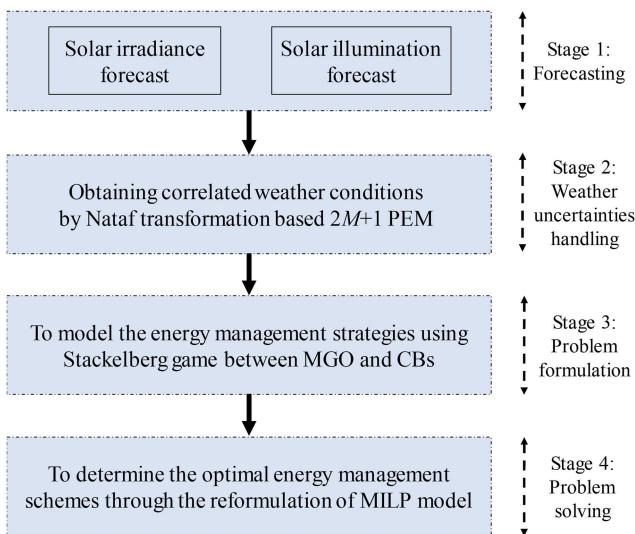 Solar irradiance
forecast
Solar illumination
forecast
Stage 1:
Forecasting
Obtaining correlated weather conditions
by Nataf transformation based 2M+1 PEM
Stage 2:
Weather
uncertainties
handling
To model the energy management strategies using
Stackelberg game between MGO and CBs
Stage 3:
Problem
formulation
To determine the optimal energy management
schemes through the reformulation of MILP model
Stage 4:
Problem
solving